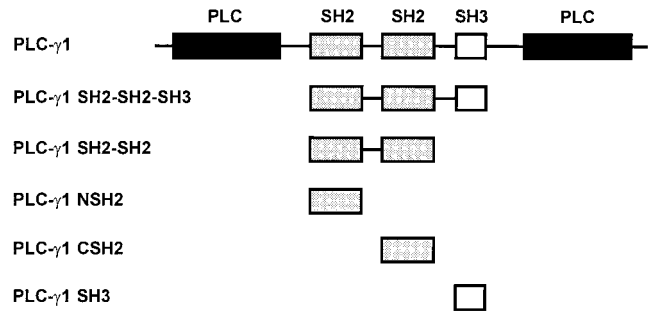 PLC SH2 SH2 SH3 PLC
PLC-γ1
PLC-γ1 SH2-SH2-SH3
PLC-γ1 SH2-SH2
PLC-γ1 NSH2
PLC-γ1 CSH2
PLC-γ1 SH3